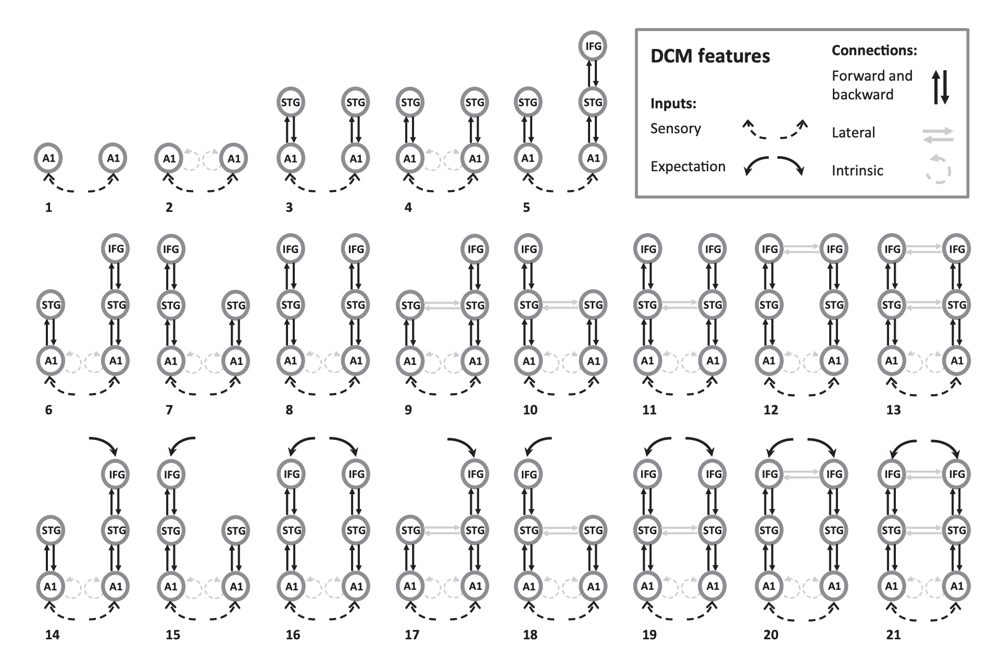 IFG
STG STG STG STG STG STG
A1 A1 A1 A1 A1 A1 A1 A1 A1 A1
1 2 3 4 5
DCM features
Inputs:
Sensory
Expectation
Connections:
Forward and
backward
Lateral
Intrinsic
IFG IFG IFG IFG IFG IFG IFG IFG IFG IFG IFG IFG
STG STG STG STG STG STG STG STG STG STG STG STG STG STG STG STG
A1 A1 A1 A1 A1 A1 A1 A1 A1 A1 A1 A1 A1 A1 A1 A1
6 7 8 9 10 11 12 13
IFG IFG IFG IFG IFG IFG IFG IFG IFG IFG IFG IFG
STG STG STG STG STG STG STG STG STG STG STG STG STG STG STG STG
A1 A1 A1 A1 A1 A1 A1 A1 A1 A1 A1 A1 A1 A1 A1 A1
14 15 16 17 18 19 20 21